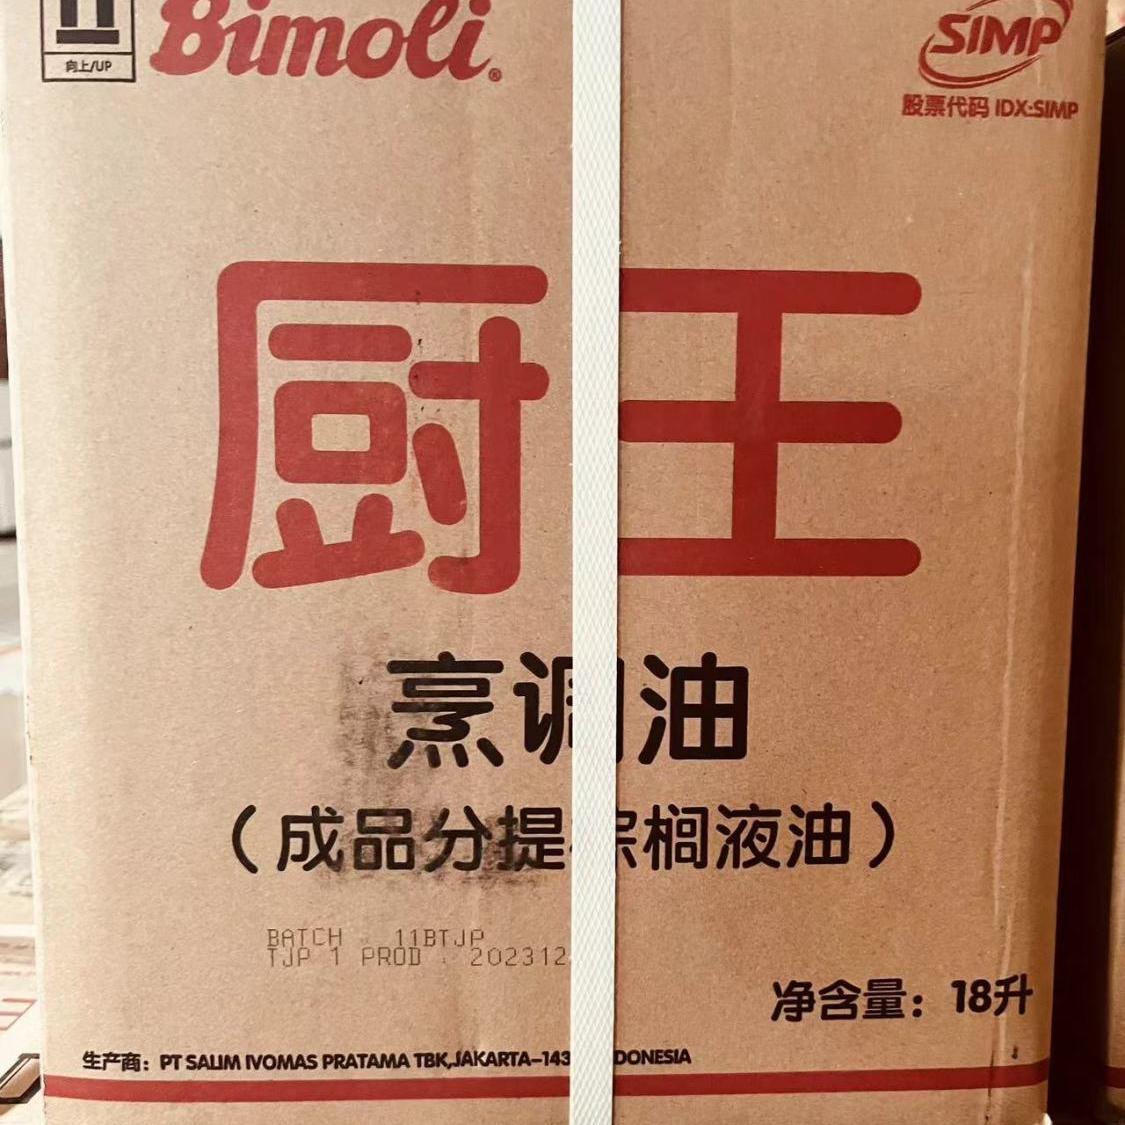 向上/UP
Bimoli®
SIMP
股票代码 IDX:SIMP
厨王
烹调油
（成品分提棕榈液油）
BATCH : 11BTJP
TJP 1 PROD : 202312
净含量：18升
生产商：PT SALIM IVOMAS PRATAMA TBK,JAKARTA-143 DONESIA